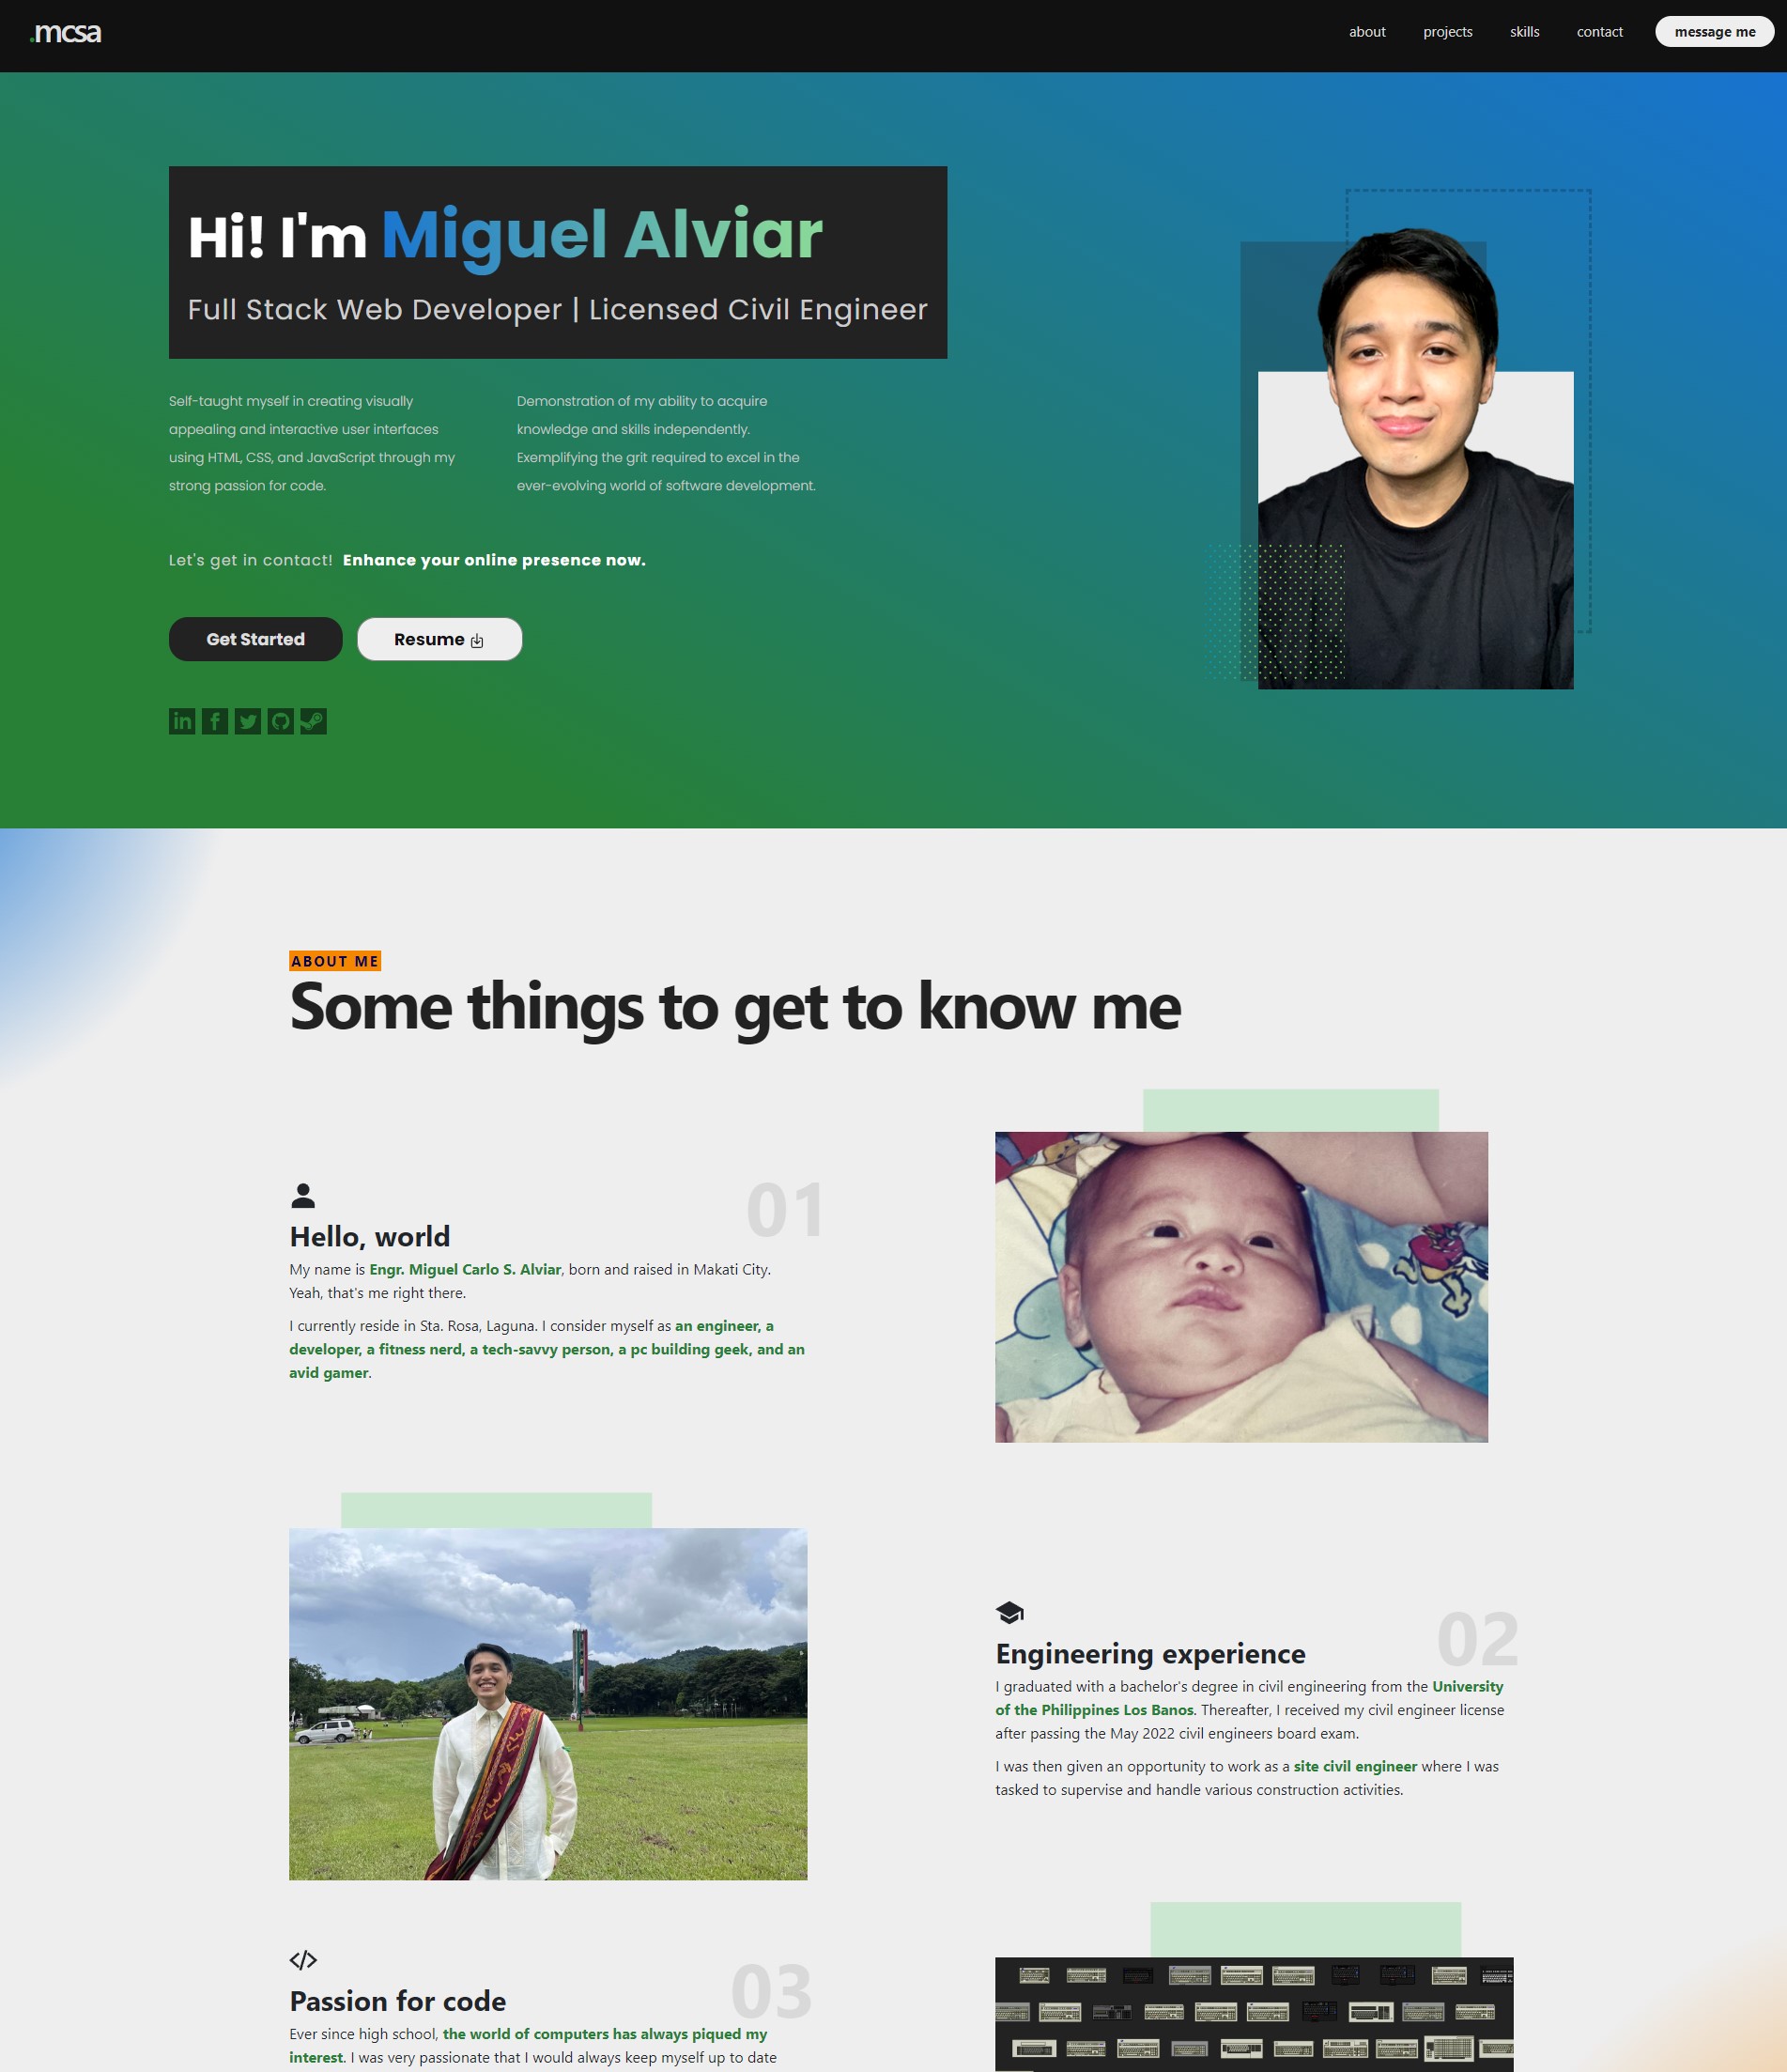 .mcsa
about projects skills contact message me
Hi! I'm Miguel Alviar
Full Stack Web Developer | Licensed Civil Engineer
Self-taught myself in creating visually
appealing and interactive user interfaces
using HTML, CSS, and JavaScript through my
strong passion for code.
Demonstration of my ability to acquire
knowledge and skills independently.
Exemplifying the grit required to excel in the
ever-evolving world of software development.
Let's get in contact! Enhance your online presence now.
Get Started Resume
ABOUT ME
Some things to get to know me
01
Hello, world
My name is Engr. Miguel Carlo S. Alviar, born and raised in Makati City.
Yeah, that's me right there.
I currently reside in Sta. Rosa, Laguna. I consider myself as an engineer, a
developer, a fitness nerd, a tech-savvy person, a pc building geek, and an
avid gamer.
02
Engineering experience
I graduated with a bachelor's degree in civil engineering from the University
of the Philippines Los Banos. Thereafter, I received my civil engineer license
after passing the May 2022 civil engineers board exam.
I was then given an opportunity to work as a site civil engineer where I was
tasked to supervise and handle various construction activities.
03
Passion for code
Ever since high school, the world of computers has always piqued my
interest. I was very passionate that I would always keep myself up to date